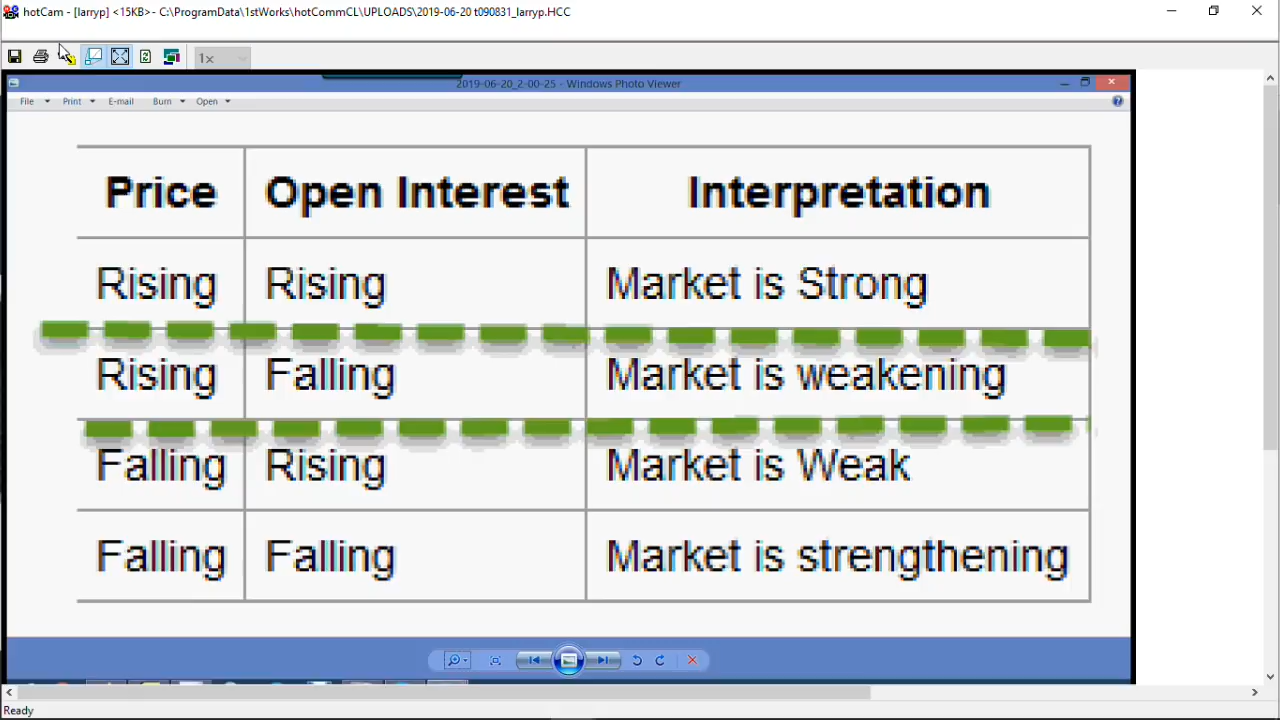 hotCam - [larryp] <15KB>- C:\ProgramData\1stWorks\hotCommCL\UPLOADS\2019-06-20 t090831_larryp.HCC
1x
2019-06-20_2-00-25 - Windows Photo Viewer
File Print E-mail Burn Open
Price Open Interest Interpretation
Rising Rising Market is Strong
Rising Falling Market is weakening
Falling Rising Market is Weak
Falling Falling Market is strengthening
Ready